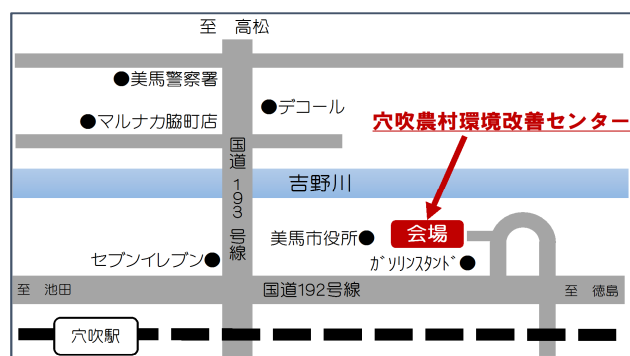 至 高松
●美馬警察署
●デコール
●マルナカ脇町店
穴吹農村環境改善センター
国道193号線
吉野川
美馬市役所●
会場
セブンイレブン●
ｶﾞｿﾘﾝｽﾀﾝﾄﾞ●
至 池田
国道192号線
至 徳島
穴吹駅